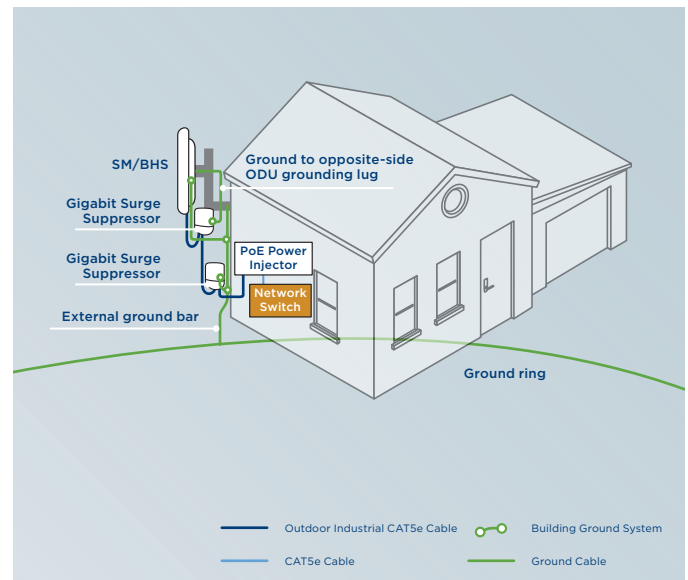 SM/BHS
Ground to opposite-side
ODU grounding lug
Gigabit Surge
Suppressor
Gigabit Surge
Suppressor
PoE Power
Injector
Network
Switch
External ground bar
Ground ring
Outdoor Industrial CAT5e Cable
Building Ground System
CAT5e Cable
Ground Cable